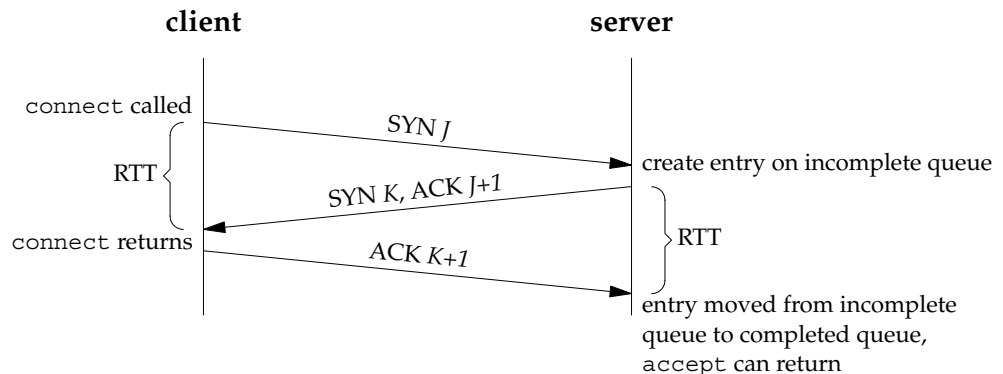 client
server
connect called
SYN J
RTT
create entry on incomplete queue
SYN K, ACK J+1
RTT
connect returns
ACK K+1
entry moved from incomplete
queue to completed queue,
accept can return